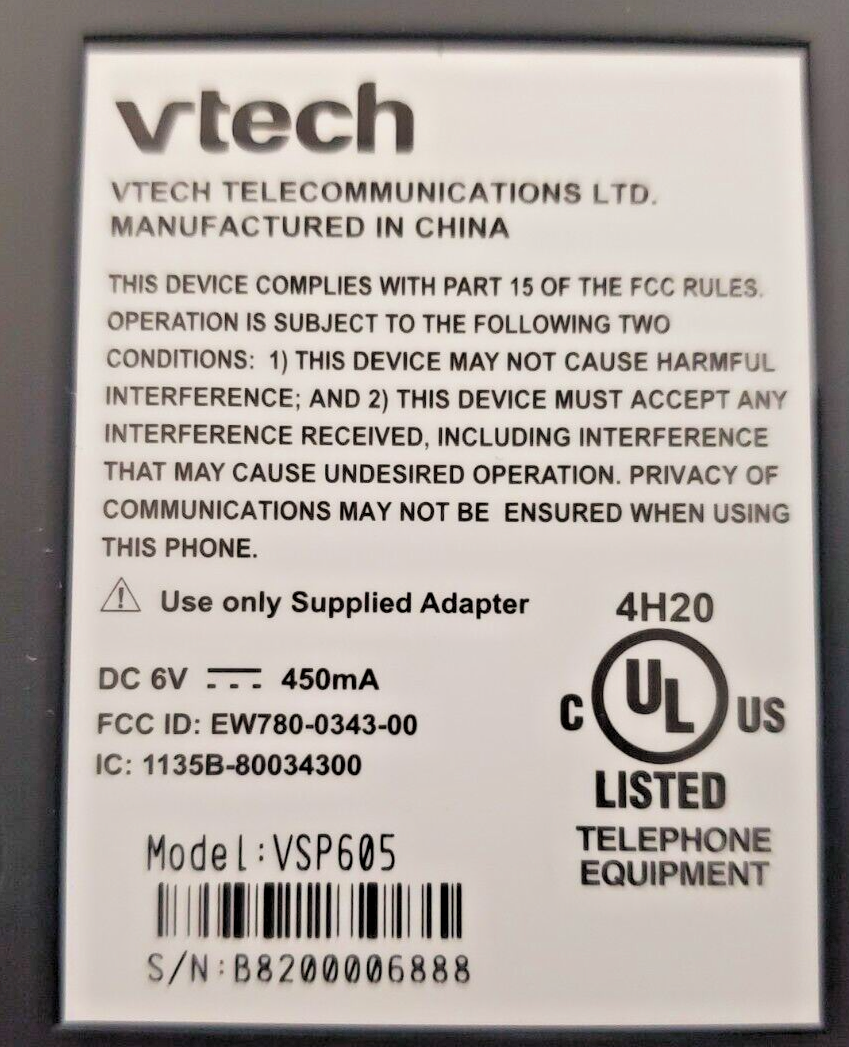 vtech
VTECH TELECOMMUNICATIONS LTD.
MANUFACTURED IN CHINA
THIS DEVICE COMPLIES WITH PART 15 OF THE FCC RULES.
OPERATION IS SUBJECT TO THE FOLLOWING TWO
CONDITIONS: 1) THIS DEVICE MAY NOT CAUSE HARMFUL
INTERFERENCE; AND 2) THIS DEVICE MUST ACCEPT ANY
INTERFERENCE RECEIVED, INCLUDING INTERFERENCE
THAT MAY CAUSE UNDESIRED OPERATION. PRIVACY OF
COMMUNICATIONS MAY NOT BE ENSURED WHEN USING
THIS PHONE.
Use only Supplied Adapter
DC 6V 450mA
FCC ID: EW780-0343-00
IC: 1135B-80034300
4H20
C UL US
LISTED
TELEPHONE
EQUIPMENT
Model:VSP605
S/N:B8200006888